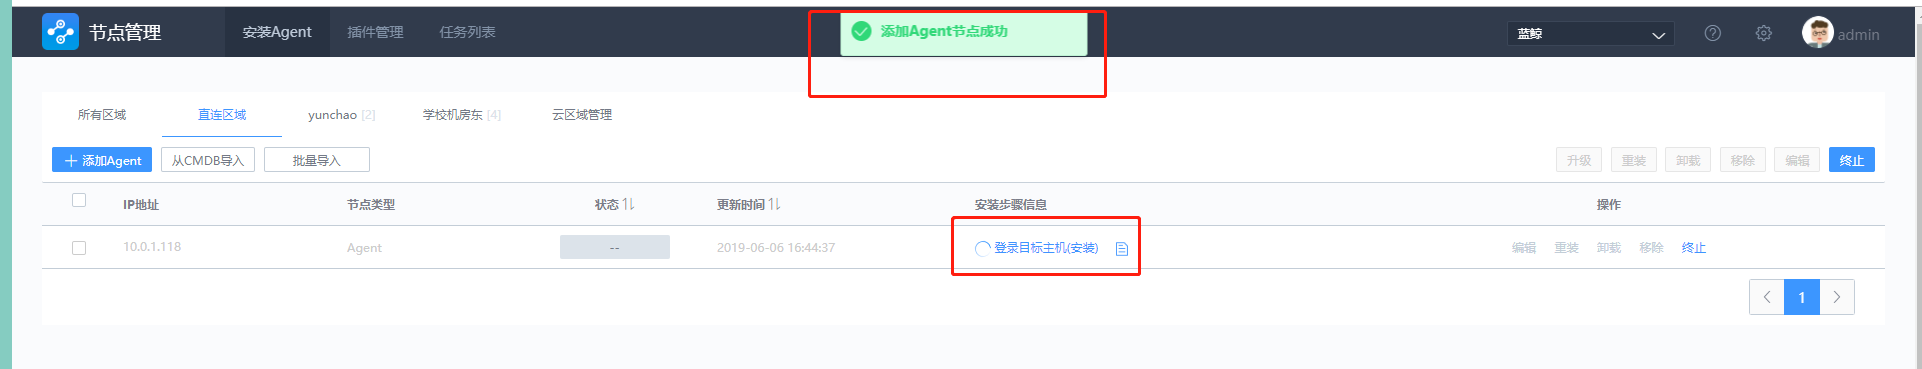 节点管理 安装Agent 插件管理 任务列表 添加Agent节点成功 蓝鲸 admin
所有区域 直连区域 yunchao [2] 学校机房东 [4] 云区域管理
添加Agent 从CMDB导入 批量导入 升级 重装 卸载 移除 编辑 终止
IP地址 节点类型 状态 更新时间 安装步骤信息 操作
10.0.1.118 Agent -- 2019-06-06 16:44:37 登录目标主机(安装) 编辑 重装 卸载 移除 终止
1